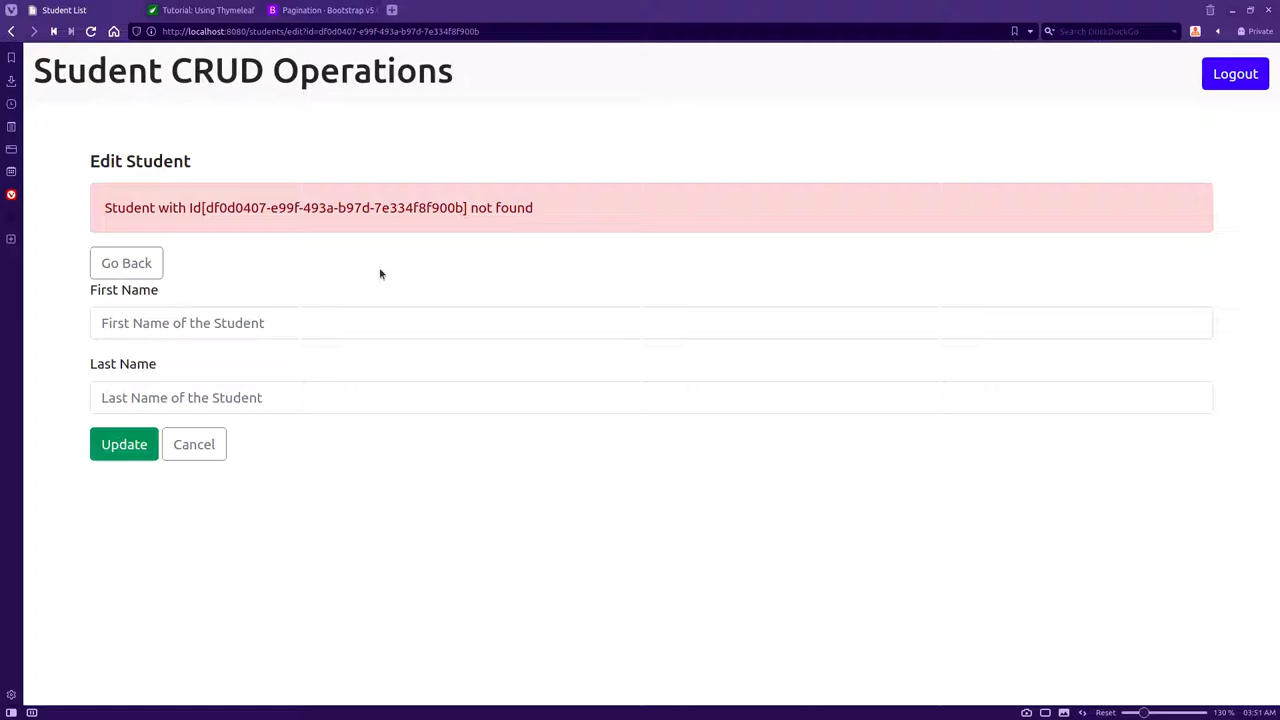 Student List
Tutorial: Using Thymeleaf
Pagination · Bootstrap v5.
http://localhost:8080/students/edit?id=df0d0407-e99f-493a-b97d-7e334f8f900b
Search DuckDuckGo
Private
Student CRUD Operations
Logout
Edit Student
Student with Id[df0d0407-e99f-493a-b97d-7e334f8f900b] not found
Go Back
First Name
First Name of the Student
Last Name
Last Name of the Student
Update
Cancel
Reset
130 %
03:51 AM